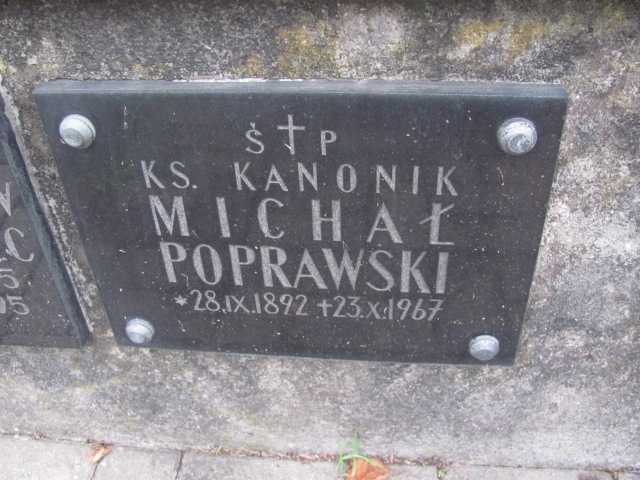 Ś✝P
KS. KANONIK
MICHAŁ
POPRAWSKI
*28.IX.1892 +23.X.1967